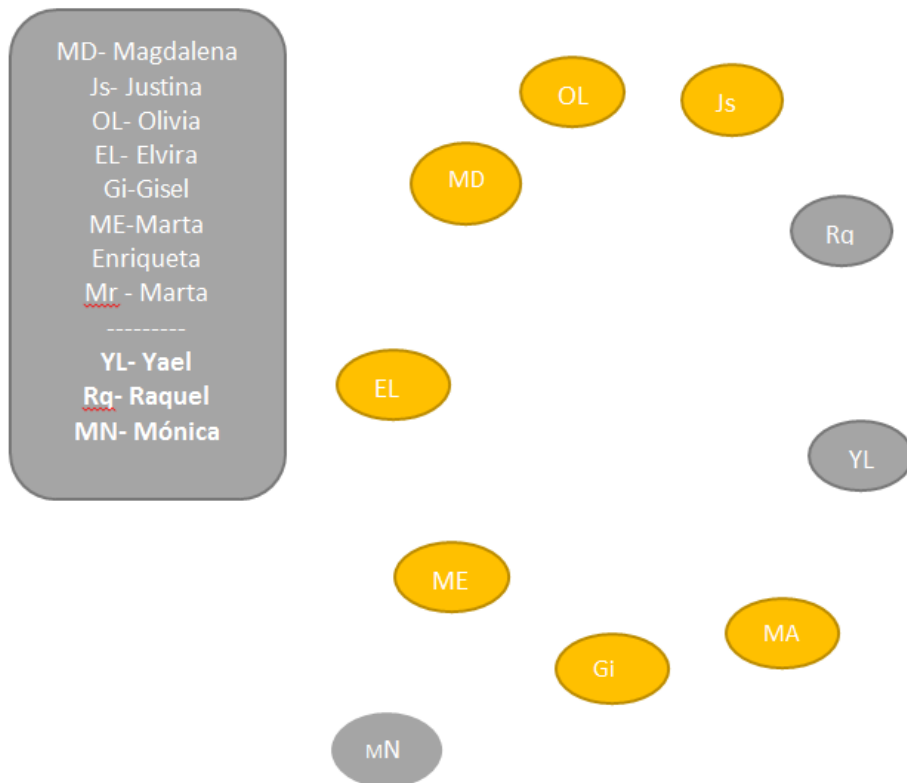 MD- Magdalena
Js- Justina
OL- Olivia
EL- Elvira
Gi-Gisel
ME-Marta
Enriqueta
Mr - Marta
---------
YL- Yael
Rq- Raquel
MN- Mónica
OL
Js
MD
Rq
EL
YL
ME
MA
Gi
MN